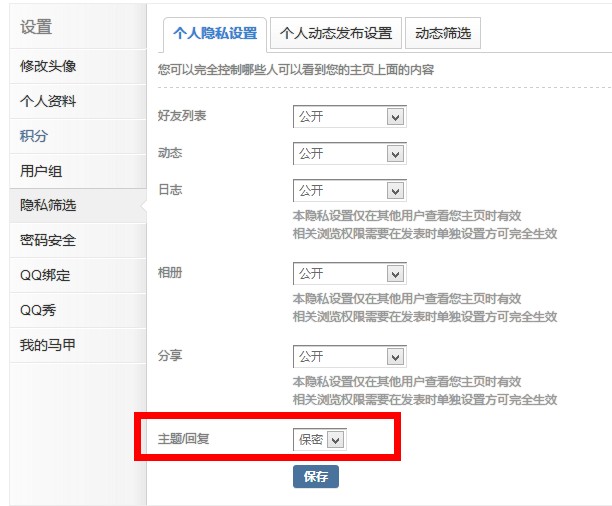 设置
修改头像
个人资料
积分
用户组
隐私筛选
密码安全
QQ绑定
QQ秀
我的马甲
个人隐私设置 个人动态发布设置 动态筛选
您可以完全控制哪些人可以看到您的主页上面的内容
好友列表 公开
动态 公开
日志 公开
本隐私设置仅在其他用户查看您主页时有效
相关浏览权限需要在发表时单独设置方可完全生效
相册 公开
本隐私设置仅在其他用户查看您主页时有效
相关浏览权限需要在发表时单独设置方可完全生效
分享 公开
本隐私设置仅在其他用户查看您主页时有效
相关浏览权限需要在发表时单独设置方可完全生效
主题/回复 保密
保存